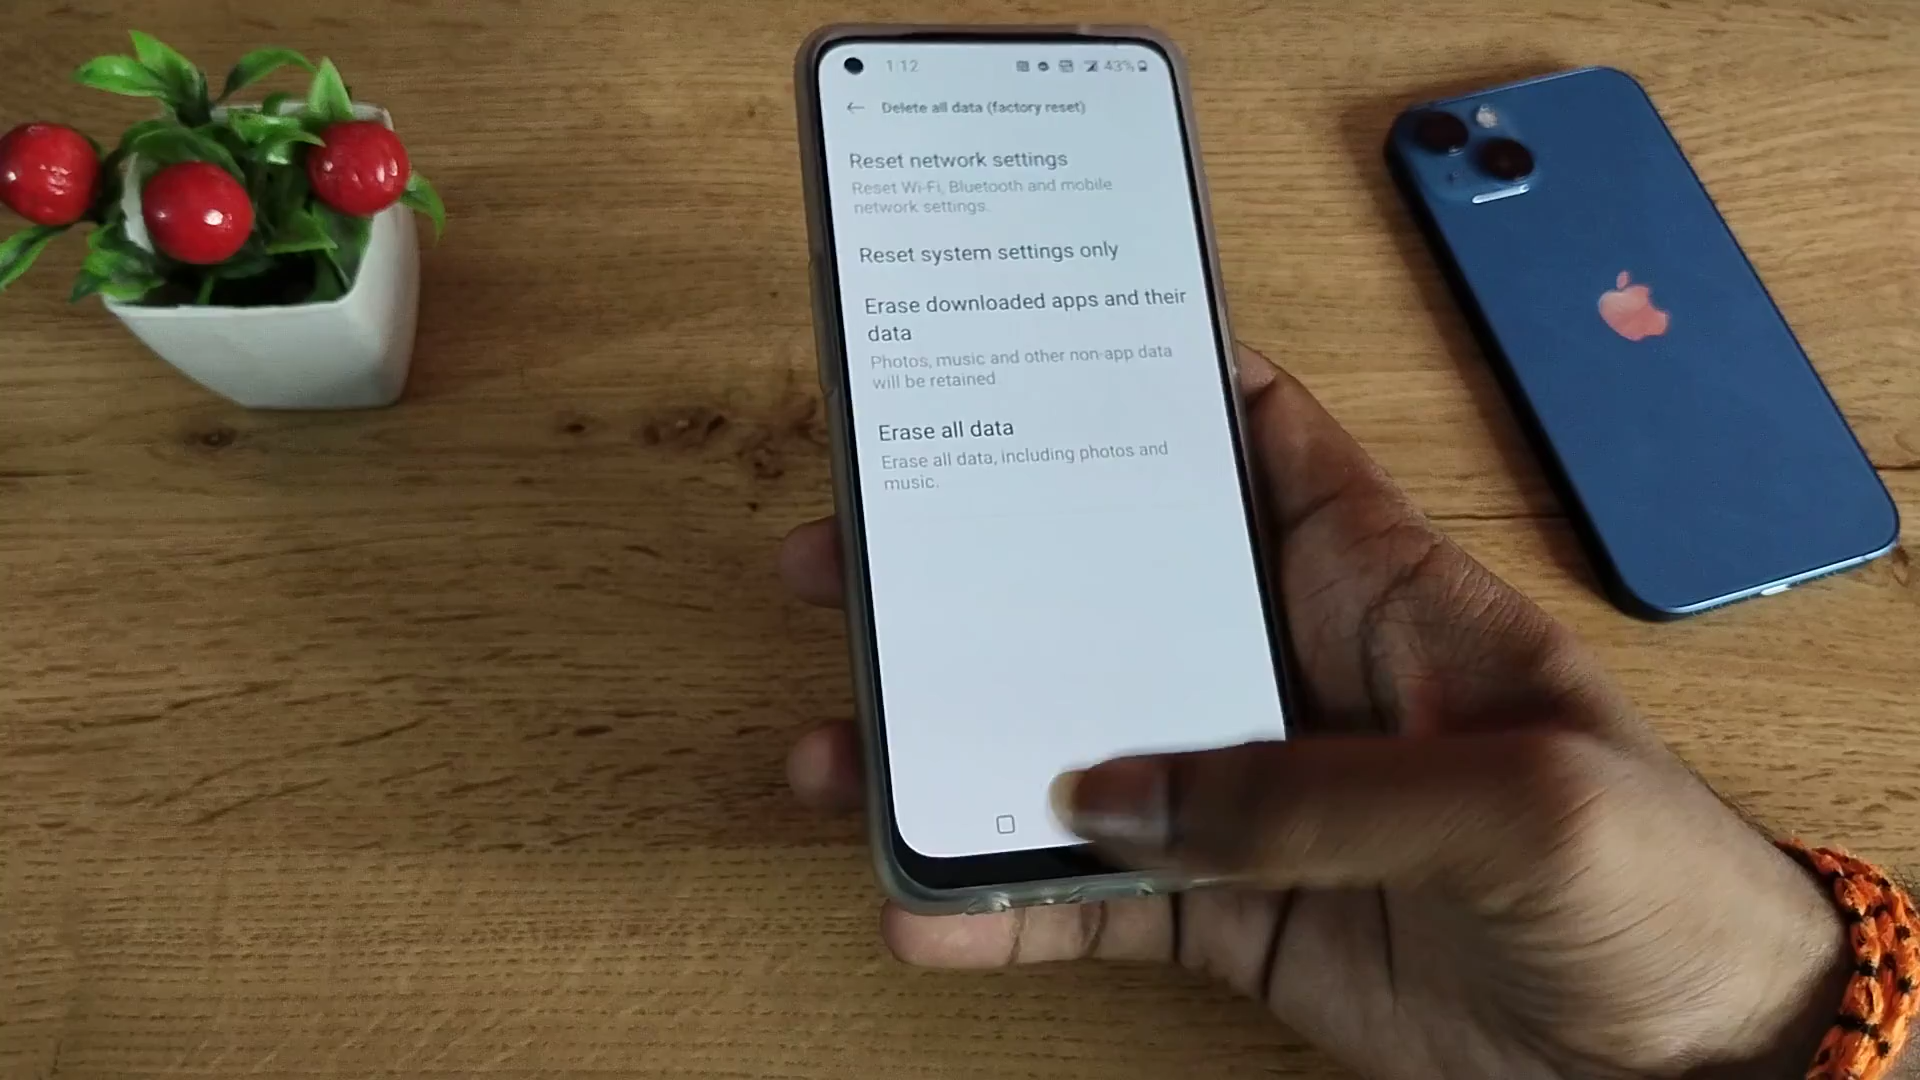 1:12
43%
Delete all data (factory reset)
Reset network settings
Reset Wi-Fi, Bluetooth and mobile
network settings.
Reset system settings only
Erase downloaded apps and their
data
Photos, music and other non-app data
will be retained
Erase all data
Erase all data, including photos and
music.